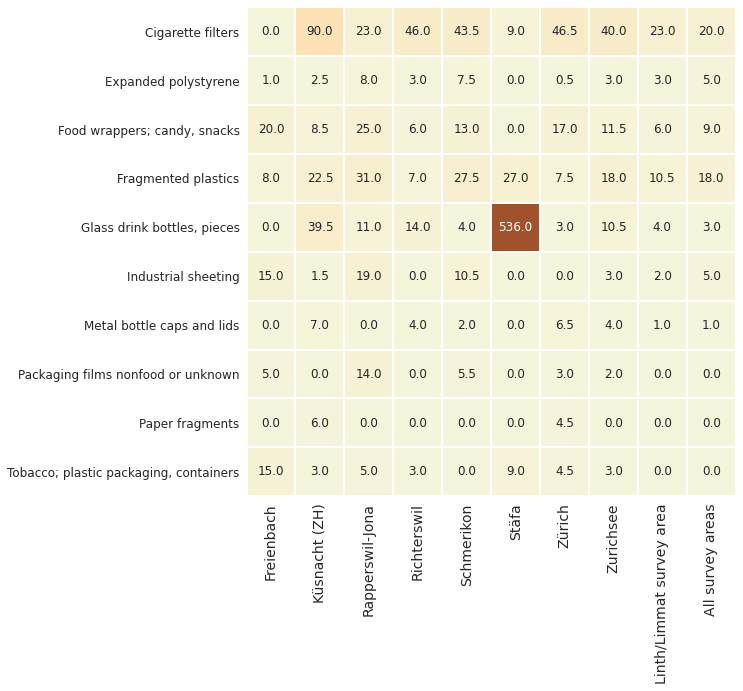 Cigarette filters 0.0 90.0 23.0 46.0 43.5 9.0 46.5 40.0 23.0 20.0
Expanded polystyrene 1.0 2.5 8.0 3.0 7.5 0.0 0.5 3.0 3.0 5.0
Food wrappers; candy, snacks 20.0 8.5 25.0 6.0 13.0 0.0 17.0 11.5 6.0 9.0
Fragmented plastics 8.0 22.5 31.0 7.0 27.5 27.0 7.5 18.0 10.5 18.0
Glass drink bottles, pieces 0.0 39.5 11.0 14.0 4.0 536.0 3.0 10.5 4.0 3.0
Industrial sheeting 15.0 1.5 19.0 0.0 10.5 0.0 0.0 3.0 2.0 5.0
Metal bottle caps and lids 0.0 7.0 0.0 4.0 2.0 0.0 6.5 4.0 1.0 1.0
Packaging films nonfood or unknown 5.0 0.0 14.0 0.0 5.5 0.0 3.0 2.0 0.0 0.0
Paper fragments 0.0 6.0 0.0 0.0 0.0 0.0 4.5 0.0 0.0 0.0
Tobacco; plastic packaging, containers 15.0 3.0 5.0 3.0 0.0 9.0 4.5 3.0 0.0 0.0
Freienbach
Küsnacht (ZH)
Rapperswil-Jona
Richterswil
Schmerikon
Stäfa
Zürich
Zurichsee
Linth/Limmat survey area
All survey areas